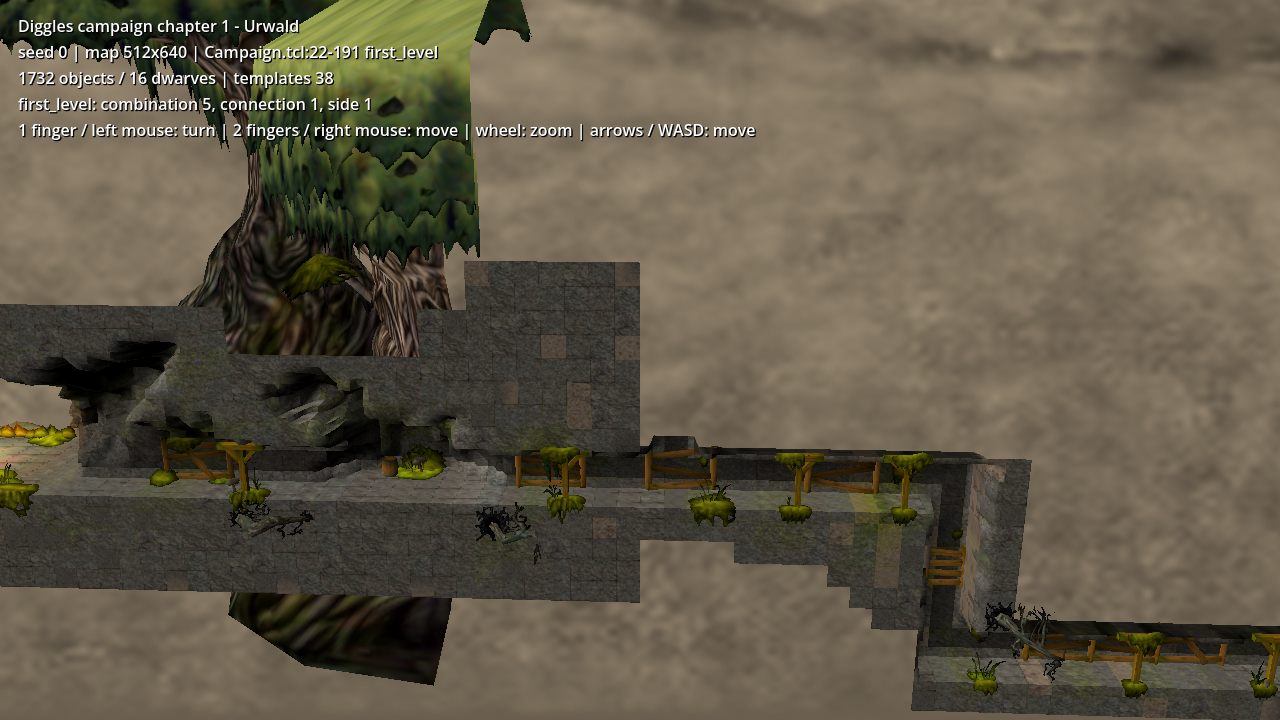 Diggles campaign chapter 1 - Urwald
seed 0 | map 512x640 | Campaign.tcl:22-191 first_level
1732 objects / 16 dwarves | templates 38
first_level: combination 5, connection 1, side 1
1 finger / left mouse: turn | 2 fingers / right mouse: move | wheel: zoom | arrows / WASD: move